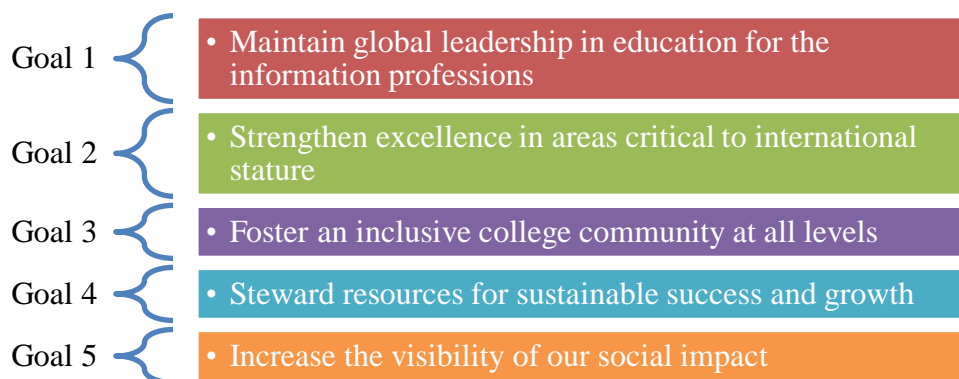 Goal 1
• Maintain global leadership in education for the
information professions
Goal 2
• Strengthen excellence in areas critical to international
stature
Goal 3
• Foster an inclusive college community at all levels
Goal 4
• Steward resources for sustainable success and growth
Goal 5
• Increase the visibility of our social impact